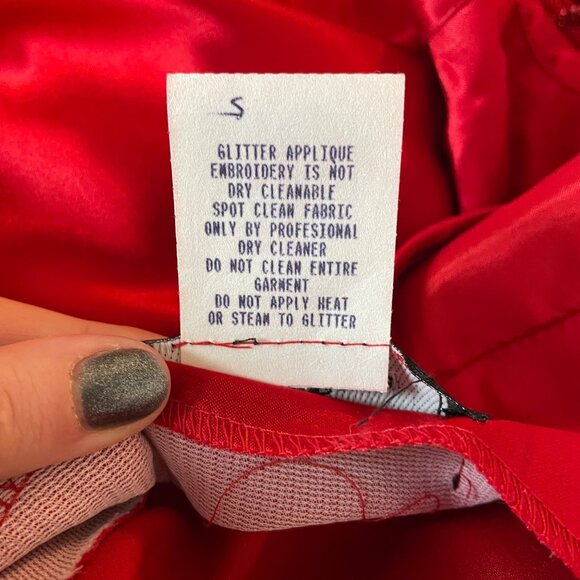 S
GLITTER APPLIQUE
EMBROIDERY IS NOT
DRY CLEANABLE
SPOT CLEAN FABRIC
ONLY BY PROFESIONAL
DRY CLEANER
DO NOT CLEAN ENTIRE
GARMENT
DO NOT APPLY HEAT
OR STEAM TO GLITTER